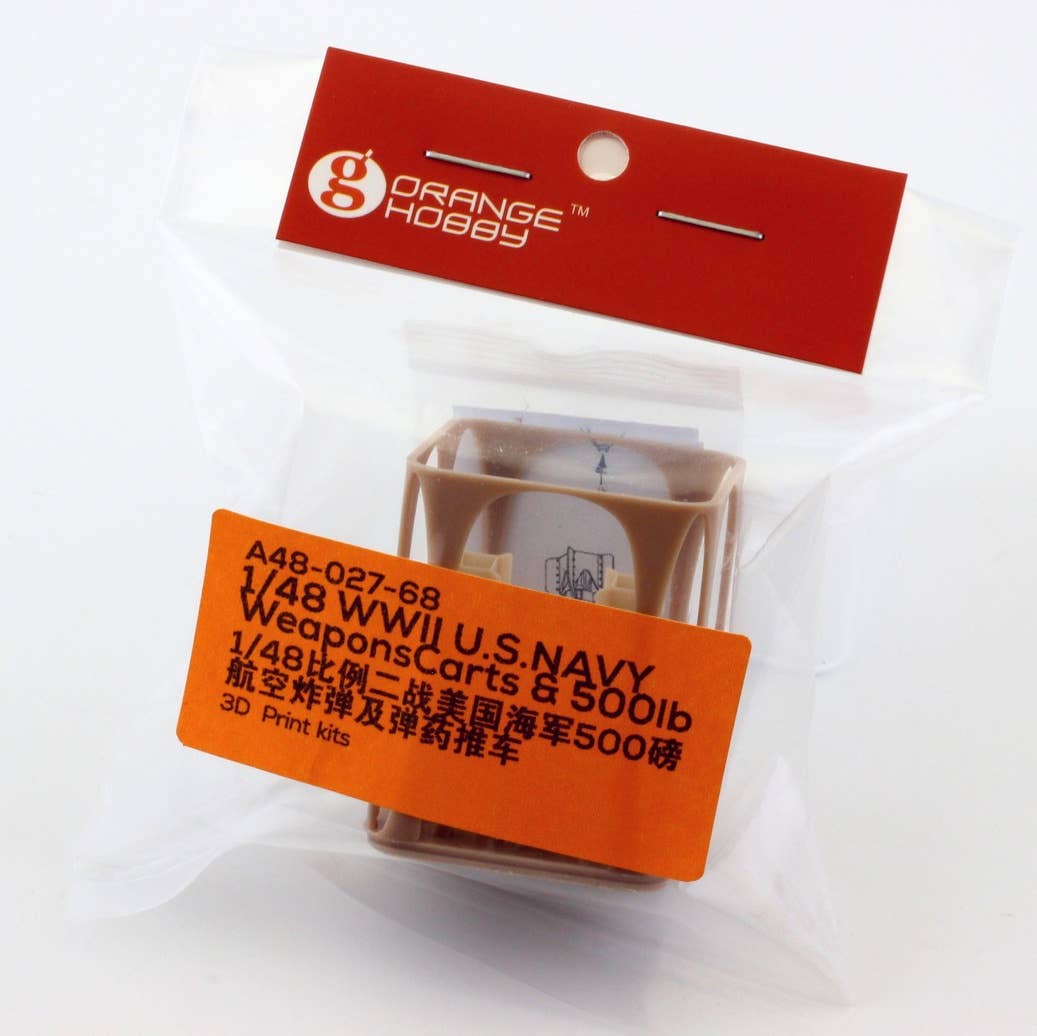 g
ORANGE
HOBBY™
A48-027-68
1/48 WWII U.S.NAVY
WeaponsCarts & 500lb
1/48比例二战美国海军500磅
航空炸弹及弹药推车
3D Print kits